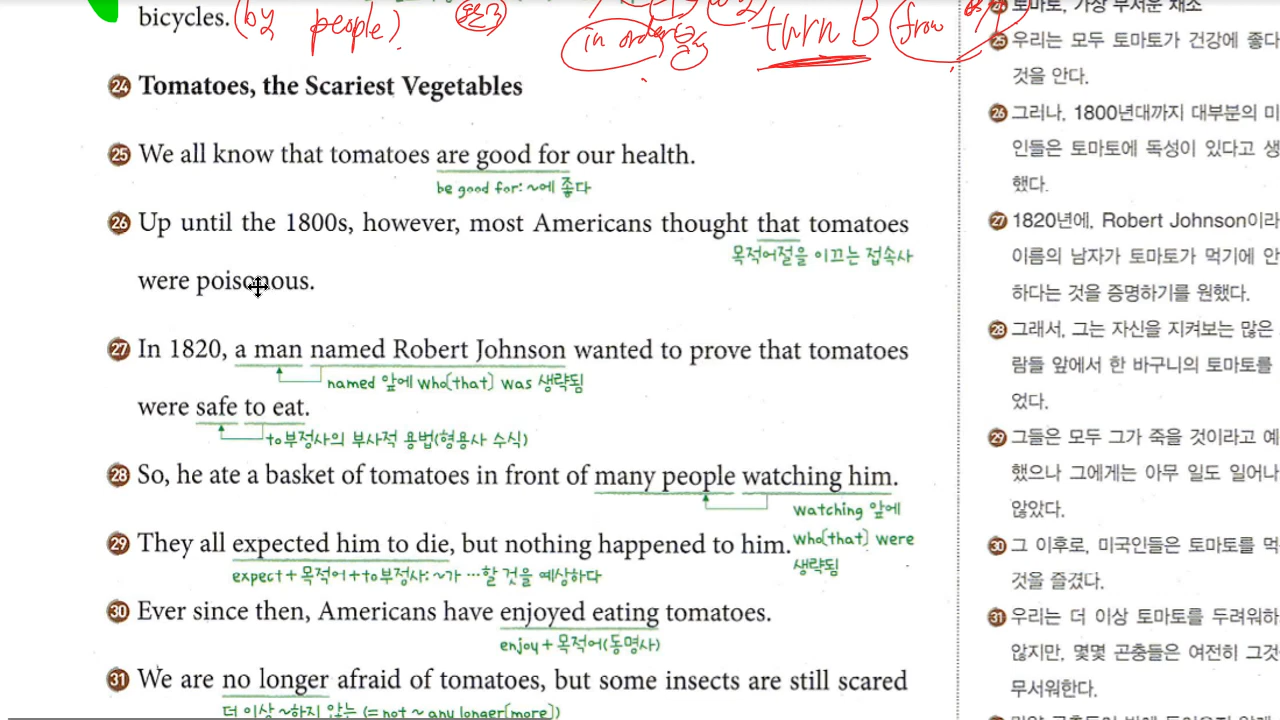 bicycles. (by people).
in order
turn B (from
24 Tomatoes, the Scariest Vegetables
25 We all know that tomatoes are good for our health.
be good for: ~에 좋다
26 Up until the 1800s, however, most Americans thought that tomatoes
목적어절을 이끄는 접속사
were poisonous.
27 In 1820, a man named Robert Johnson wanted to prove that tomatoes
named 앞에 who(that) was 생략됨
were safe to eat.
to부정사의 부사적 용법(형용사 수식)
28 So, he ate a basket of tomatoes in front of many people watching him.
watching 앞에
who(that) were
생략됨
29 They all expected him to die, but nothing happened to him.
expect+목적어+to부정사: ~가 …할 것을 예상하다
30 Ever since then, Americans have enjoyed eating tomatoes.
enjoy+목적어(동명사)
31 We are no longer afraid of tomatoes, but some insects are still scared
더 이상 ~하지 않는 (= not ~ any longer[more])
토마토, 가장 무서운 채소
25 우리는 모두 토마토가 건강에 좋다
것을 안다.
26 그러나, 1800년대까지 대부분의 미
인들은 토마토에 독성이 있다고 생
했다.
27 1820년에, Robert Johnson이라
이름의 남자가 토마토가 먹기에 안
하다는 것을 증명하기를 원했다.
28 그래서, 그는 자신을 지켜보는 많은
람들 앞에서 한 바구니의 토마토를
었다.
29 그들은 모두 그가 죽을 것이라고 예
했으나 그에게는 아무 일도 일어나
않았다.
30 그 이후로, 미국인들은 토마토를 먹
것을 즐겼다.
31 우리는 더 이상 토마토를 두려워하
않지만, 몇몇 곤충들은 여전히 그것
무서워한다.